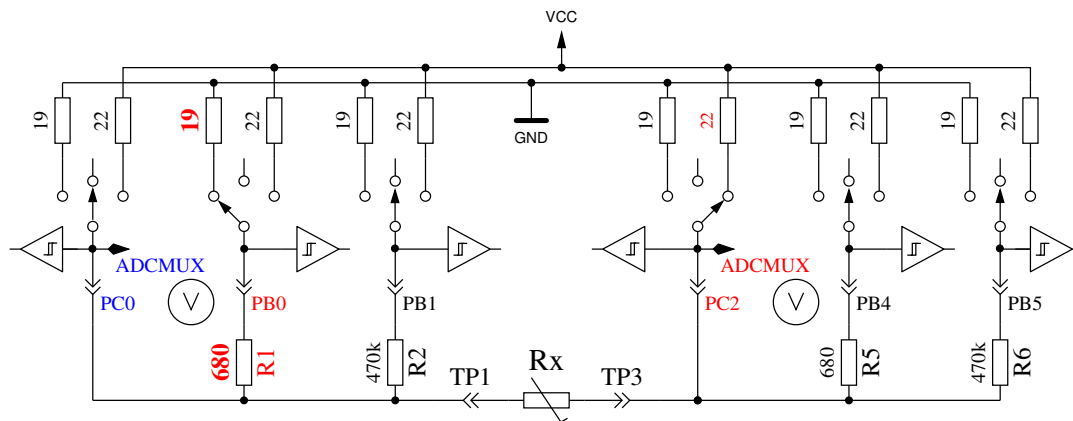 VCC
19
22
19
22
19
22
GND
19
22
19
22
19
22
ADCMUX
ADCMUX
PC0
V
PB0
PB1
PC2
V
PB4
PB5
680
R1
470k
R2
TP1
Rx
TP3
680
R5
470k
R6